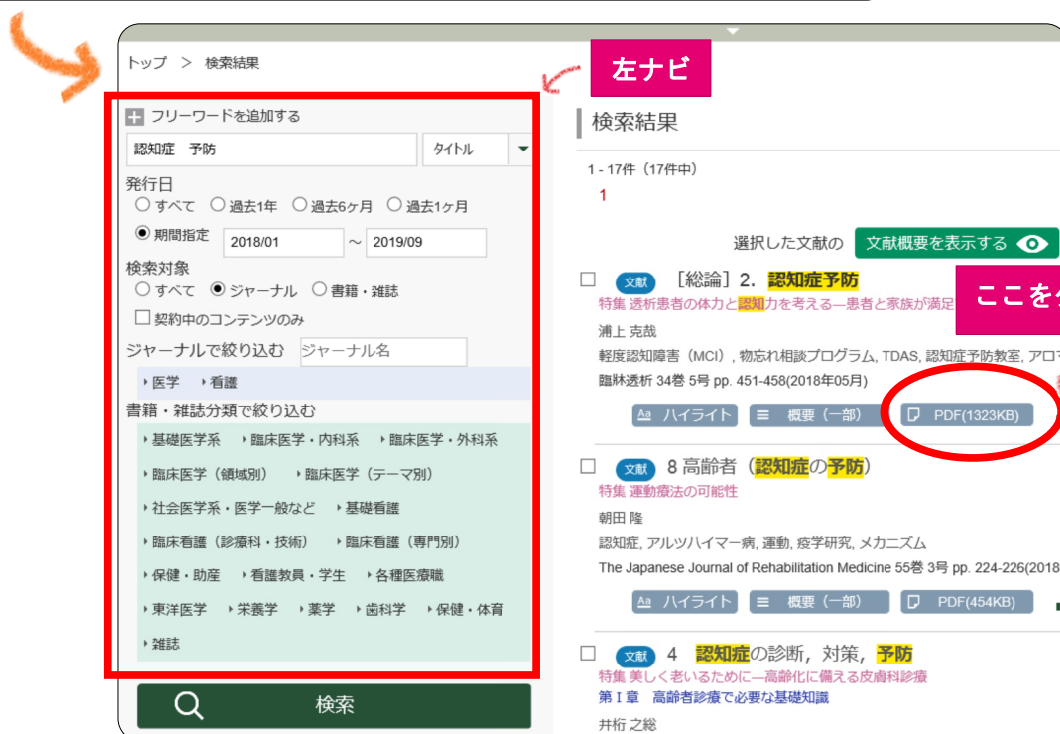 トップ > 検索結果
左ナビ
フリーワードを追加する
認知症 予防 タイトル
発行日
すべて 過去1年 過去6ヶ月 過去1ヶ月
期間指定 2018/01 ~ 2019/09
検索対象
すべて ジャーナル 書籍・雑誌
契約中のコンテンツのみ
ジャーナルで絞り込む ジャーナル名
医学 看護
書籍・雑誌分類で絞り込む
基礎医学系 臨床医学・内科系 臨床医学・外科系
臨床医学（領域別） 臨床医学（テーマ別）
社会医学系・医学一般など 基礎看護
臨床看護（診療科・技術） 臨床看護（専門別）
保健・助産 看護教員・学生 各種医療職
東洋医学 栄養学 薬学 歯科学 保健・体育
雑誌
検索
検索結果
1 - 17件（17件中）
1
選択した文献の 文献概要を表示する
文献 ［総論］2．認知症予防
特集 透析患者の体力と認知力を考える―患者と家族が満足
ここを
浦上 克哉
軽度認知障害（MCI）, 物忘れ相談プログラム, TDAS, 認知症予防教室, アロマ
臨牀透析 34巻 5号 pp. 451-458(2018年05月)
Aa ハイライト 概要（一部） PDF(1323KB)
文献 8 高齢者（認知症の予防）
特集 運動療法の可能性
朝田 隆
認知症, アルツハイマー病, 運動, 疫学研究, メカニズム
The Japanese Journal of Rehabilitation Medicine 55巻 3号 pp. 224-226(2018
Aa ハイライト 概要（一部） PDF(454KB)
文献 4 認知症の診断，対策，予防
特集 美しく老いるために―高齢化に備える皮膚科診療
第Ⅰ章 高齢者診療で必要な基礎知識
井桁 之総